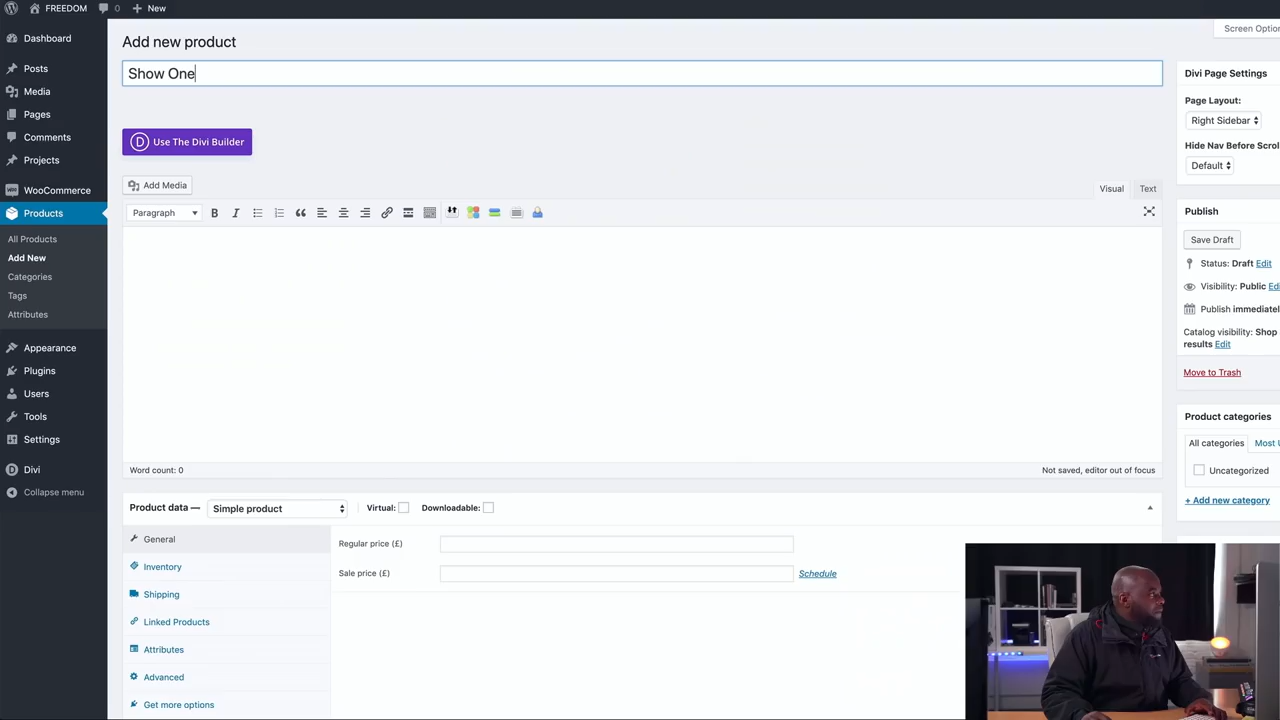 FREEDOM 0 New
Dashboard
Posts
Media
Pages
Comments
Projects
WooCommerce
Products
All Products
Add New
Categories
Tags
Attributes
Appearance
Plugins
Users
Tools
Settings
Divi
Collapse menu
Screen Optio
Add new product
Show One
D Use The Divi Builder
Add Media
Visual Text
Paragraph
Word count: 0
Not saved, editor out of focus
Product data — Simple product Virtual: Downloadable:
General
Inventory
Shipping
Linked Products
Attributes
Advanced
Get more options
Regular price (£)
Sale price (£)
Schedule
Divi Page Settings
Page Layout:
Right Sidebar
Hide Nav Before Scrol
Default
Publish
Save Draft
Status: Draft Edit
Visibility: Public Edi
Publish immediatel
Catalog visibility: Shop
results Edit
Move to Trash
Product categories
All categories Most U
Uncategorized
+ Add new category